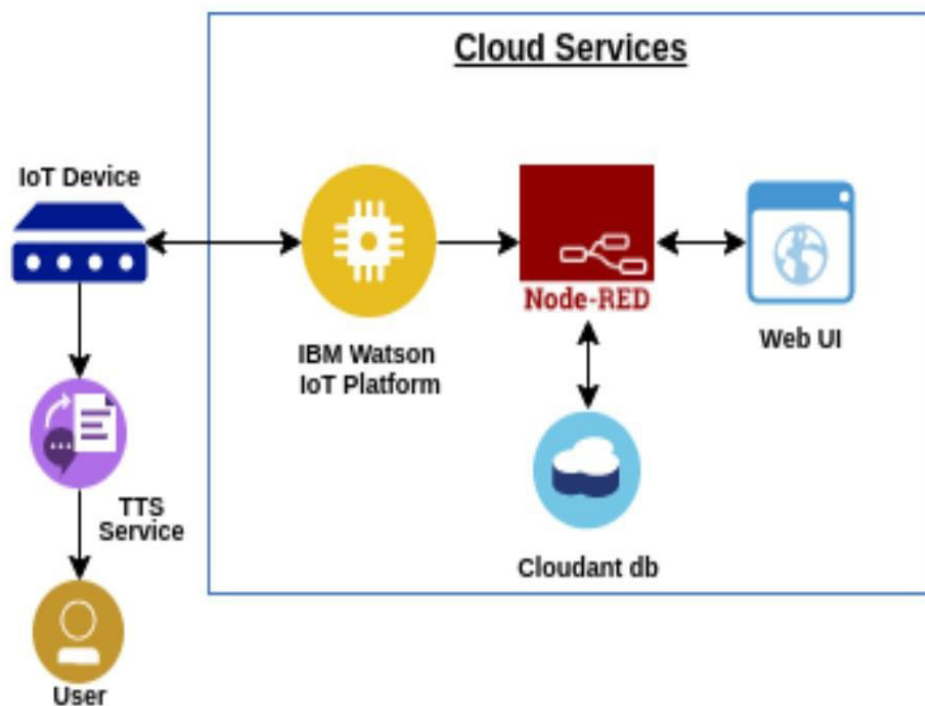 Cloud Services
IoT Device
Node-RED
IBM Watson
IoT Platform
Web UI
TTS
Service
Cloudant db
User